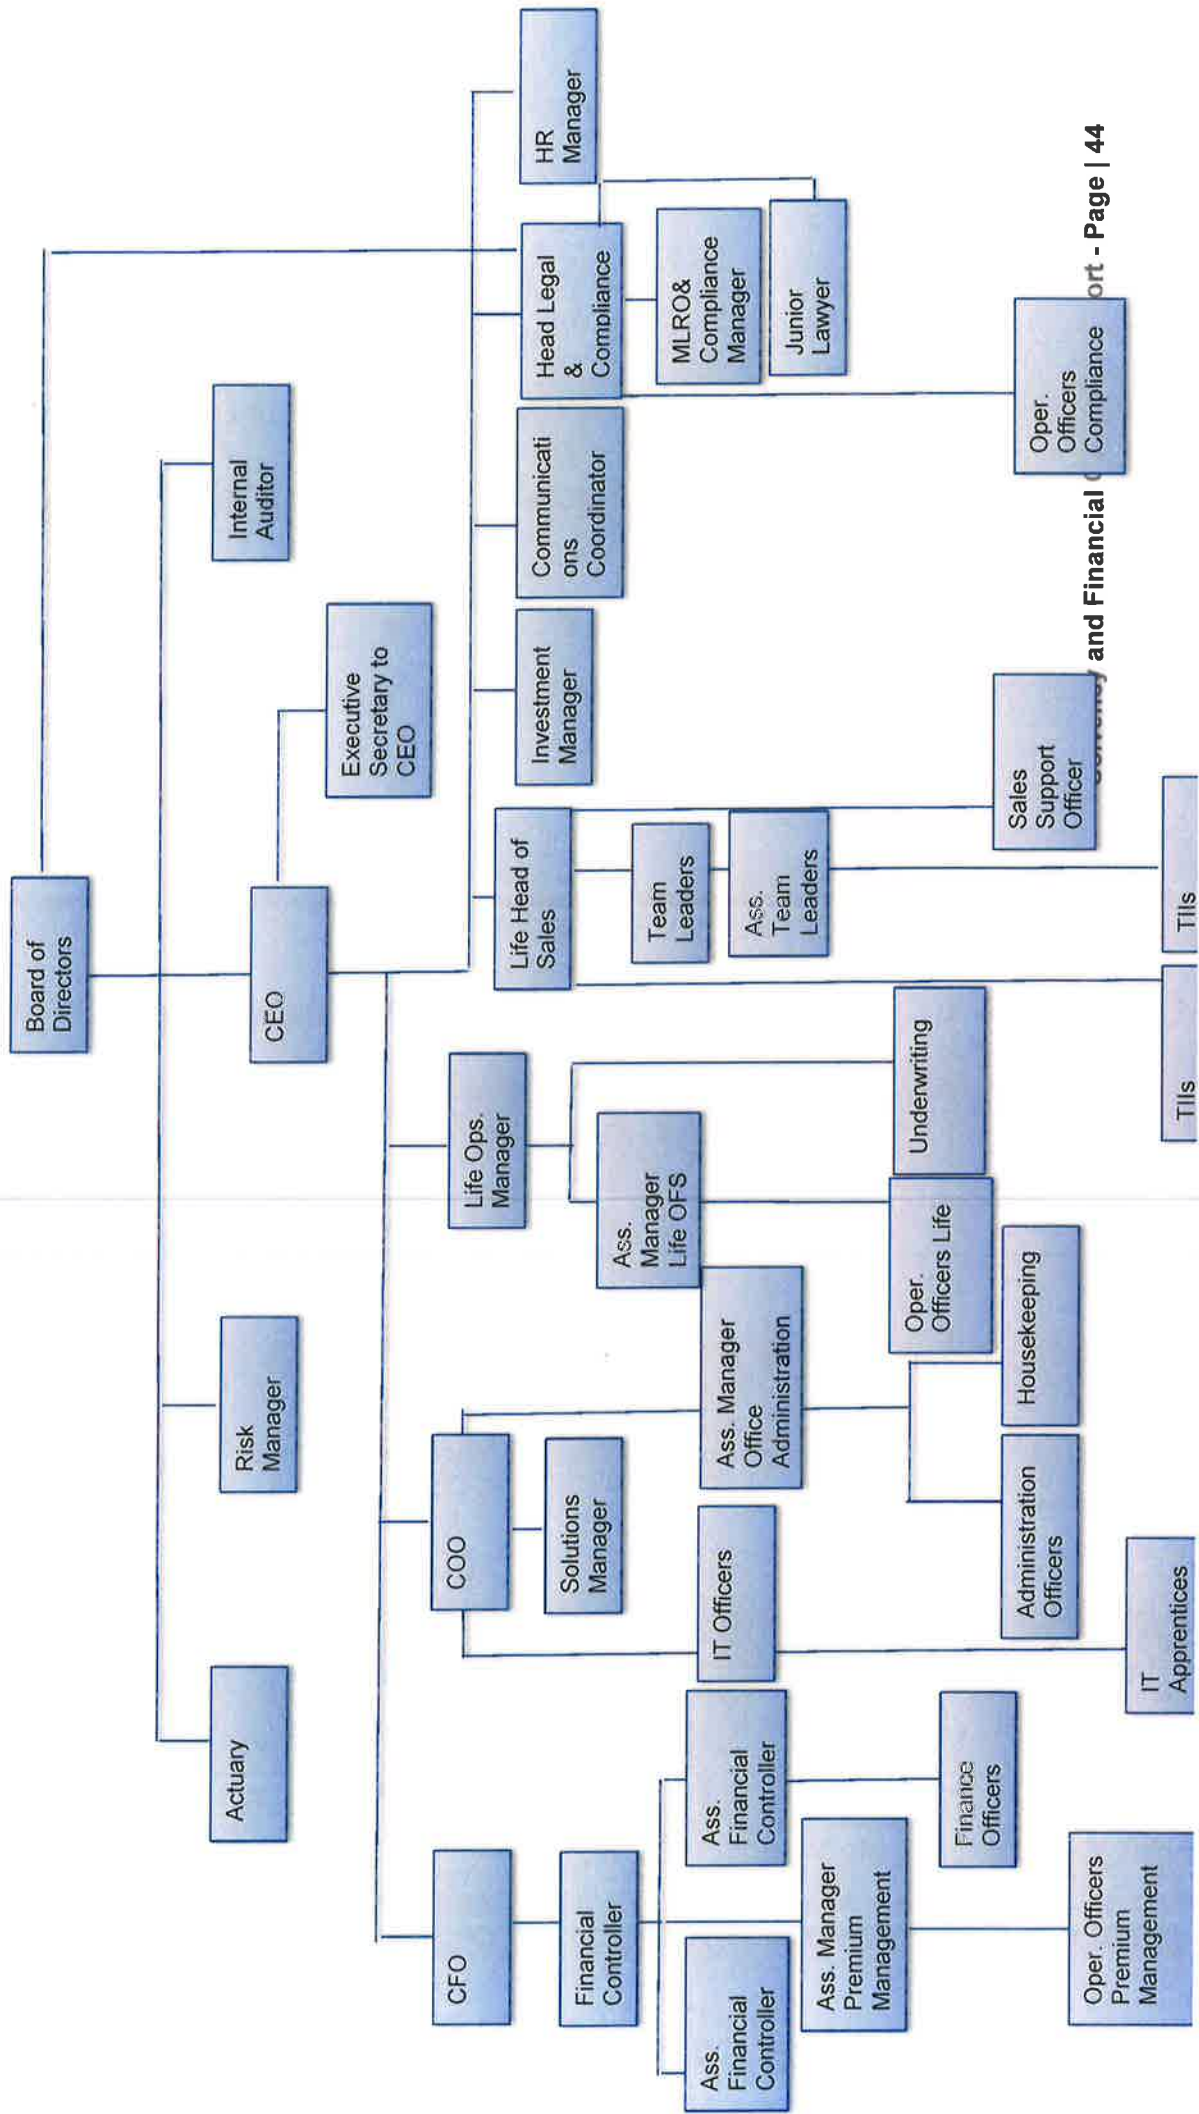 Board of
Directors
Actuary
Risk
Manager
Internal
Auditor
CEO
Executive
Secretary to
CEO
CFO
COO
Life Ops.
Manager
Life Head of
Sales
Investment
Manager
Communicati
ons
Coordinator
Head Legal
&
Compliance
HR
Manager
Financial
Controller
Solutions
Manager
Ass.
Manager
Life OFS
Team
Leaders
MLRO&
Compliance
Manager
Ass.
Financial
Controller
Ass.
Financial
Controller
IT Officers
Ass. Manager
Office
Administration
Ass.
Team
Leaders
Junior
Lawyer
Ass. Manager
Premium
Management
Oper.
Officers Life
Underwriting
Finance
Officers
Administration
Officers
Housekeeping
Sales
Support
Officer
Oper.
Officers
Compliance
Oper. Officers
Premium
Management
IT
Apprentices
TIIs
TIIs
and Financial ort - Page | 44